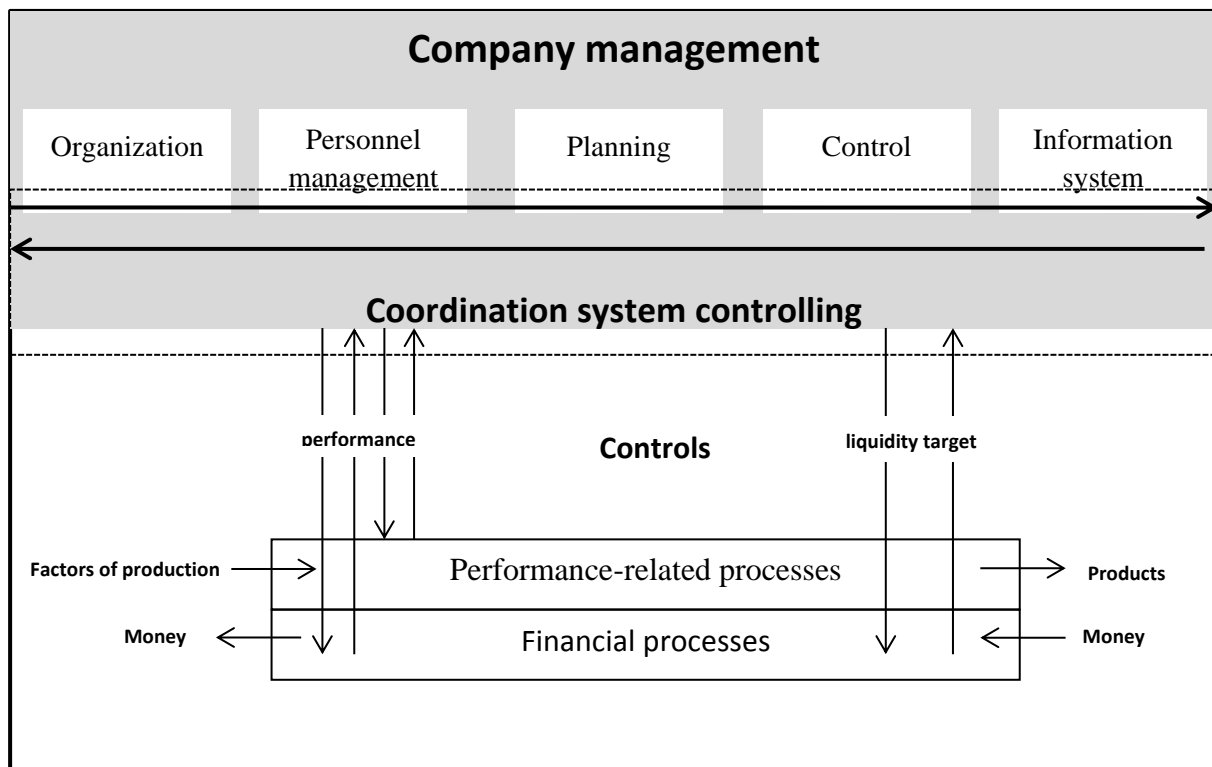 Company management
Organization
Personnel
management
Planning
Control
Information
system
Coordination system controlling
performance
Controls
liquidity target
Factors of production
Performance-related processes
Products
Money
Financial processes
Money